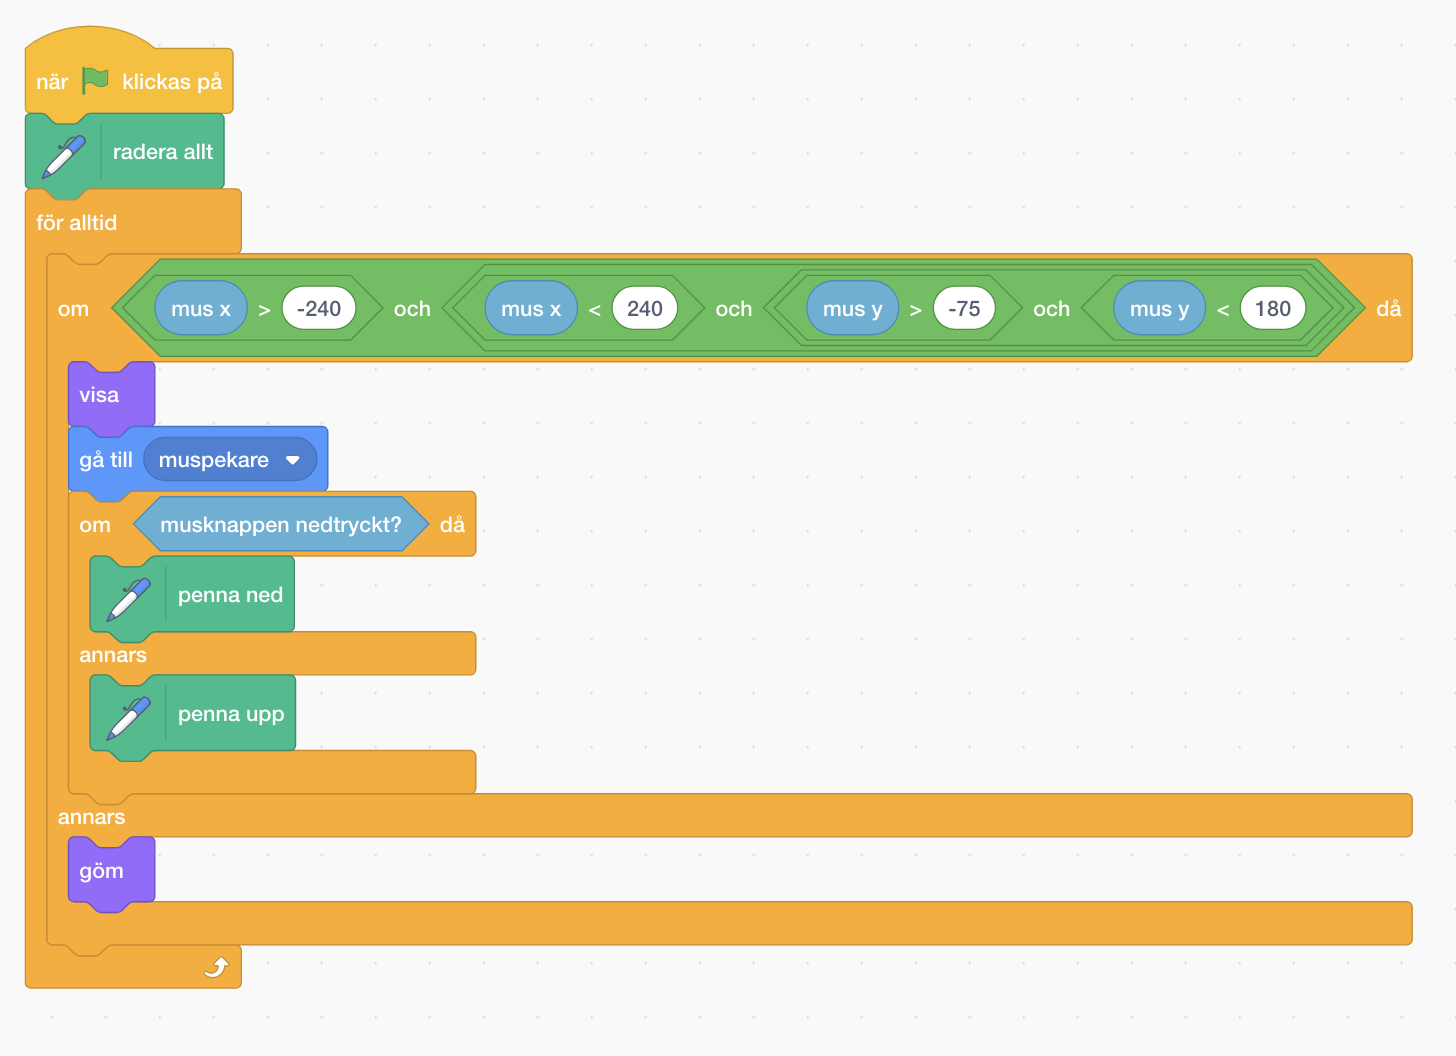 när klickas på
radera allt
för alltid
om mus x > -240 och mus x < 240 och mus y > -75 och mus y < 180 då
visa
gå till muspekare
om musknappen nedtryckt? då
penna ned
annars
penna upp
annars
göm